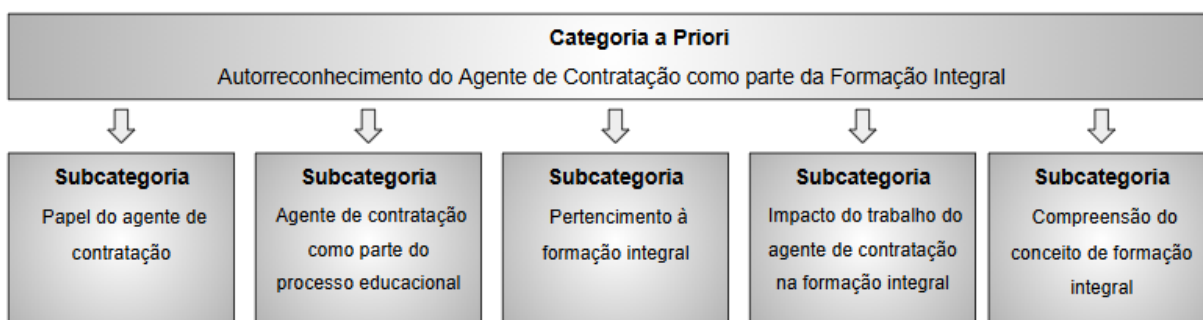 Categoria a Priori
Autorreconhecimento do Agente de Contratação como parte da Formação Integral
Subcategoria
Papel do agente de
contratação
Subcategoria
Agente de contratação
como parte do
processo educacional
Subcategoria
Pertencimento à
formação integral
Subcategoria
Impacto do trabalho do
agente de contratação
na formação integral
Subcategoria
Compreensão do
conceito de formação
integral